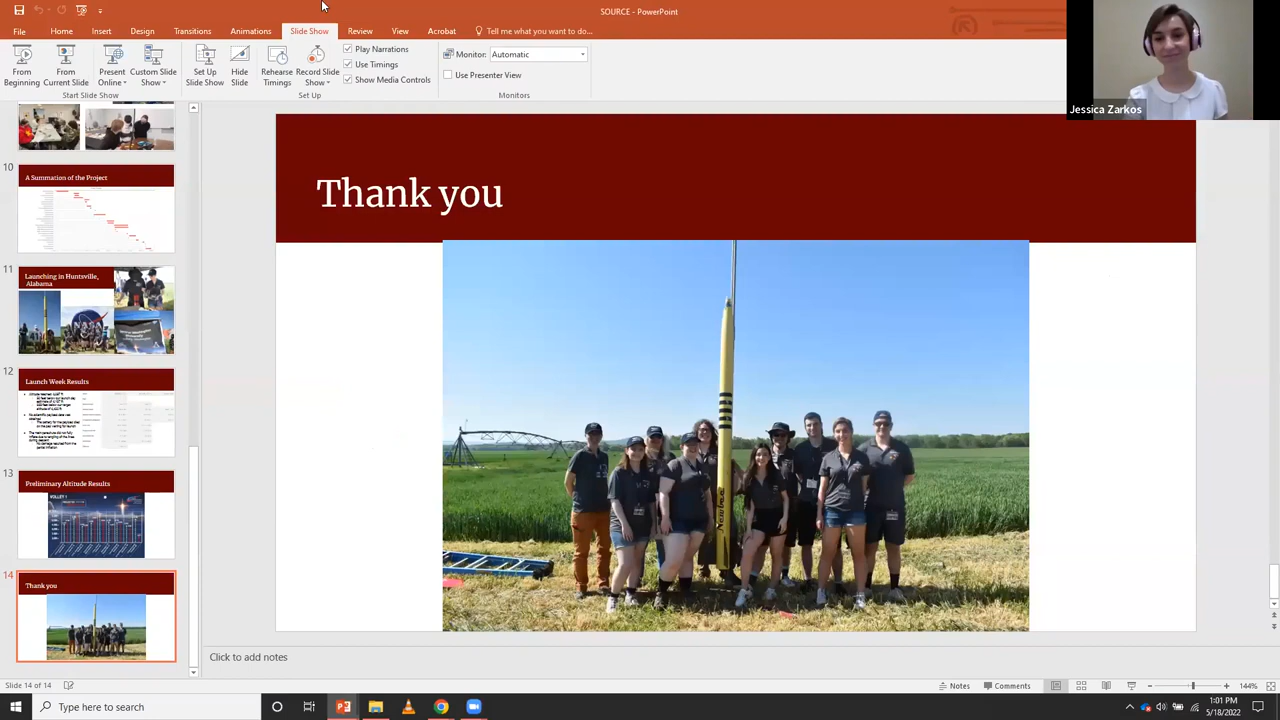 SOURCE - PowerPoint
File Home Insert Design Transitions Animations Slide Show Review View Acrobat Tell me what you want to do...
From Beginning
From Current Slide
Present Online
Custom Slide Show
Set Up Slide Show
Hide Slide
Rehearse Timings
Record Slide Show
Play Narrations
Use Timings
Show Media Controls
Monitor: Automatic
Use Presenter View
Start Slide Show
Set Up
Monitors
Jessica Zarkos
10
A Summation of the Project
11
Launching in Huntsville,
Alabama
NASA
12
Launch Week Results
13
Preliminary Altitude Results
VOLLEY 1
14
Thank you
Thank you
Click to add notes
Slide 14 of 14
Notes
Comments
144%
Type here to search
1:01 PM
5/18/2022